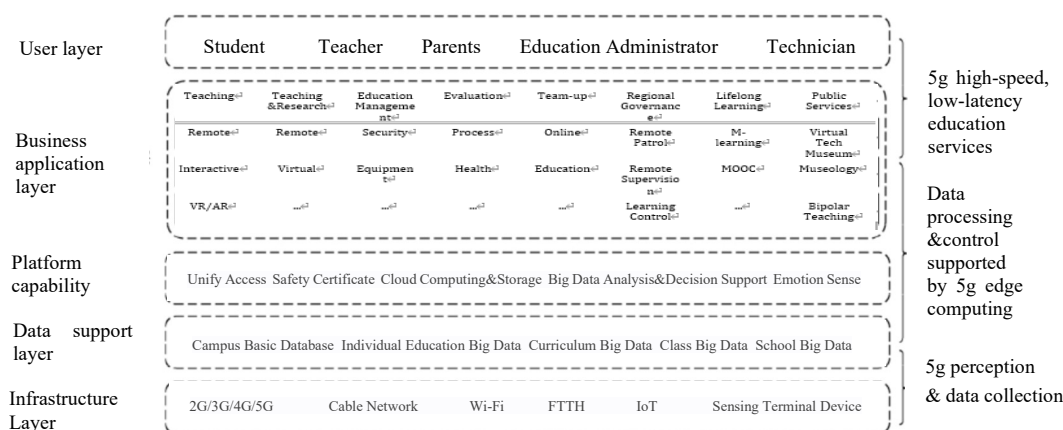 User layer
Student Teacher Parents Education Administrator Technician
Business
application
layer
Teaching↵ Teaching &Research↵ Education Manageme nt↵ Evaluation↵ Team-up↵ Regional Governanc e↵ Lifelong Learning↵ Public Services↵
Remote↵ Remote↵ Security↵ Process↵ Online↵ Remote Patrol↵ M- learning↵ Virtual Tech Museum↵
Interactive↵ Virtual↵ Equipmen t↵ Health↵ Education↵ Remote Supervisio n↵ MOOC↵ Museology↵
VR/AR↵ ...↵ ...↵ ...↵ ...↵ Learning Control↵ ...↵ Bipolar Teaching↵
Platform
capability
Unify Access Safety Certificate Cloud Computing&Storage Big Data Analysis&Decision Support Emotion Sense
Data support
layer
Campus Basic Database Individual Education Big Data Curriculum Big Data Class Big Data School Big Data
Infrastructure
Layer
2G/3G/4G/5G Cable Network Wi-Fi FTTH IoT Sensing Terminal Device
5g high-speed,
low-latency
education
services
Data
processing
&control
supported
by 5g edge
computing
5g perception
& data collection